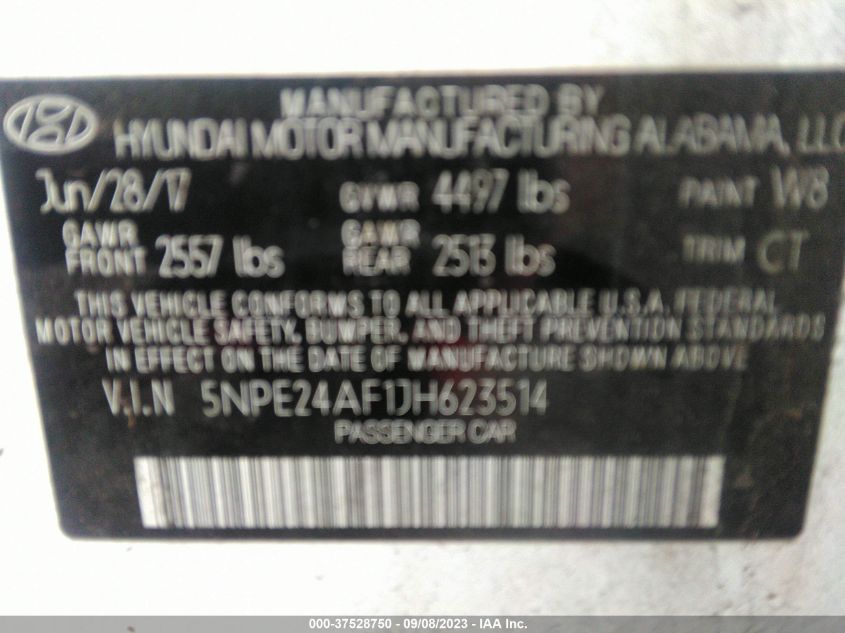 MANUFACTURED BY
HYUNDAI MOTOR MANUFACTURING ALABAMA, LLC
Jun/28/17 GVWR 4497 lbs PAINT W8
GAWR FRONT 2557 lbs GAWR REAR 2513 lbs TRIM CT
THIS VEHICLE CONFORMS TO ALL APPLICABLE U.S.A. FEDERAL
MOTOR VEHICLE SAFETY, BUMPER, AND THEFT PREVENTION STANDARDS
IN EFFECT ON THE DATE OF MANUFACTURE SHOWN ABOVE.
V.I.N 5NPE24AF1JH623514
PASSENGER CAR
000-37528750 - 09/08/2023 - IAA Inc.